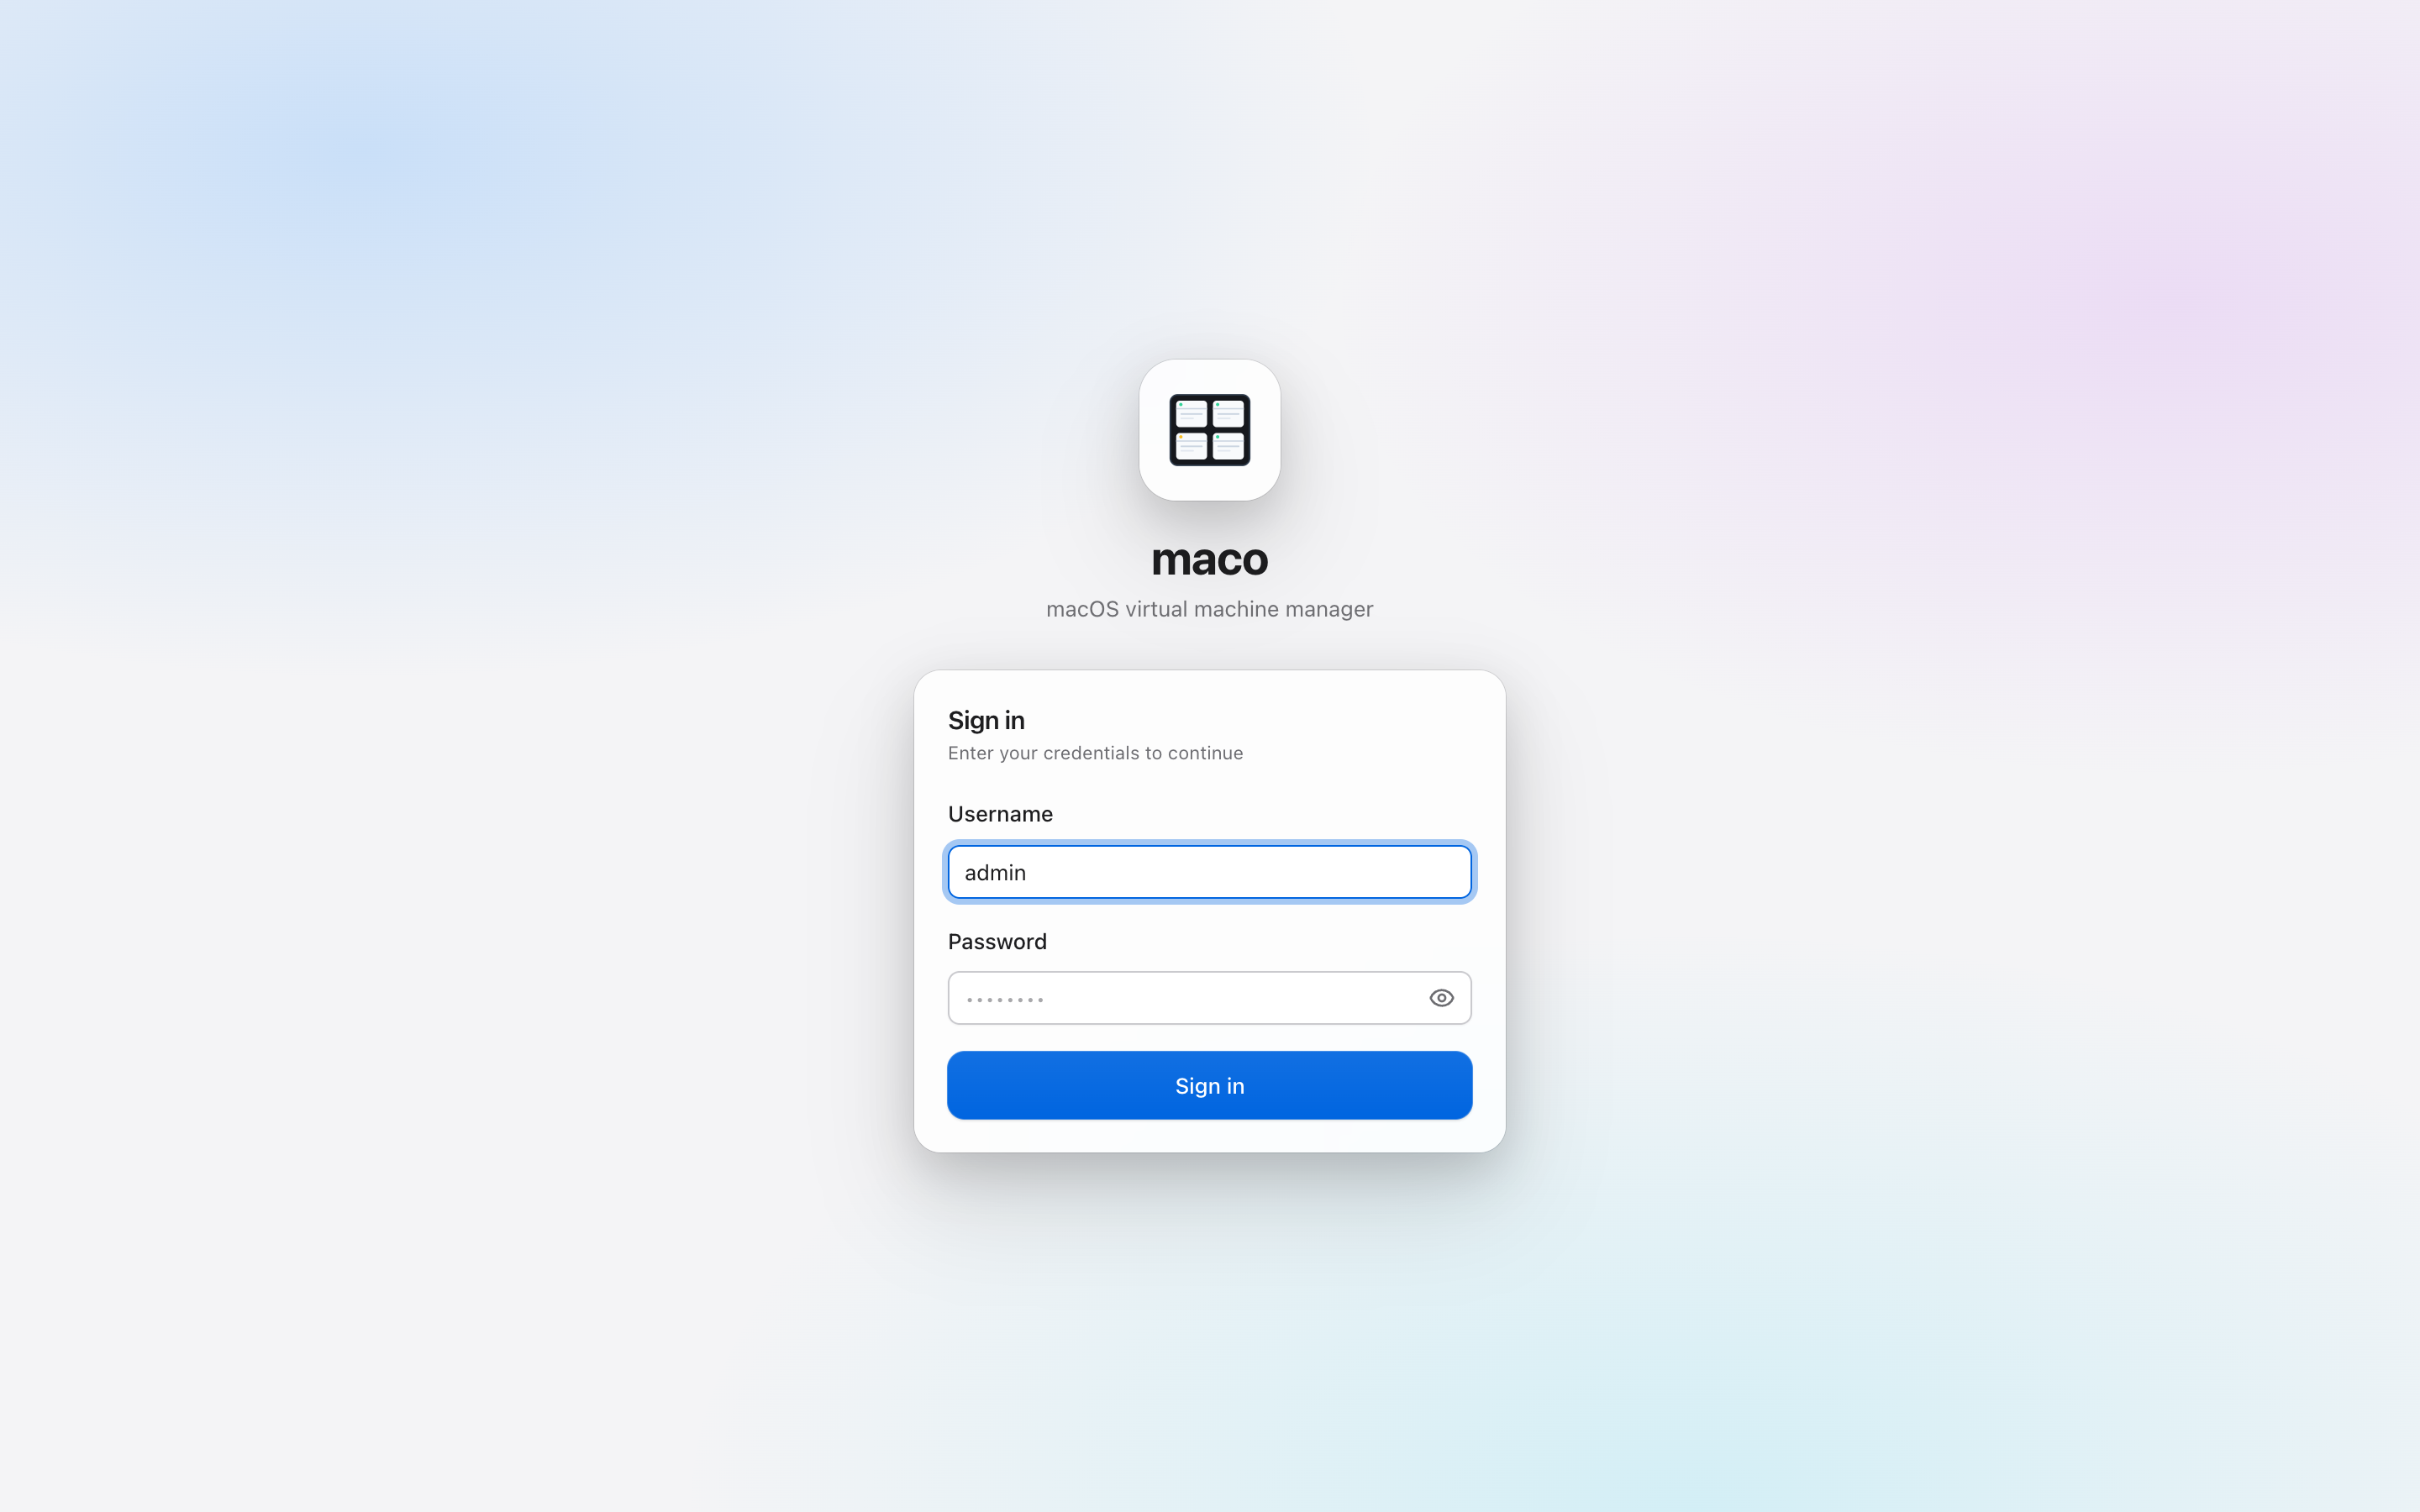 maco
macOS virtual machine manager
Sign in
Enter your credentials to continue
Username
admin
Password
••••••••
Sign in